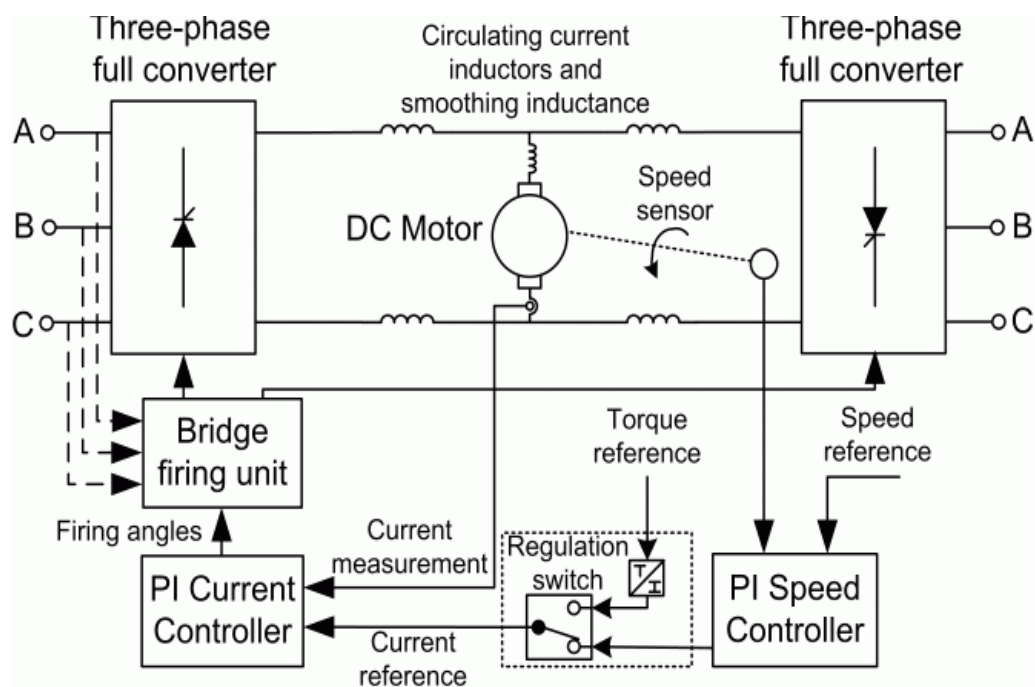 Three-phase
full converter
Circulating current
inductors and
smoothing inductance
Three-phase
full converter
A
B
C
DC Motor
Speed
sensor
A
B
C
Bridge
firing unit
Firing angles
PI Current
Controller
Current
measurement
Current
reference
Regulation
switch
Torque
reference
T
I
Speed
reference
PI Speed
Controller